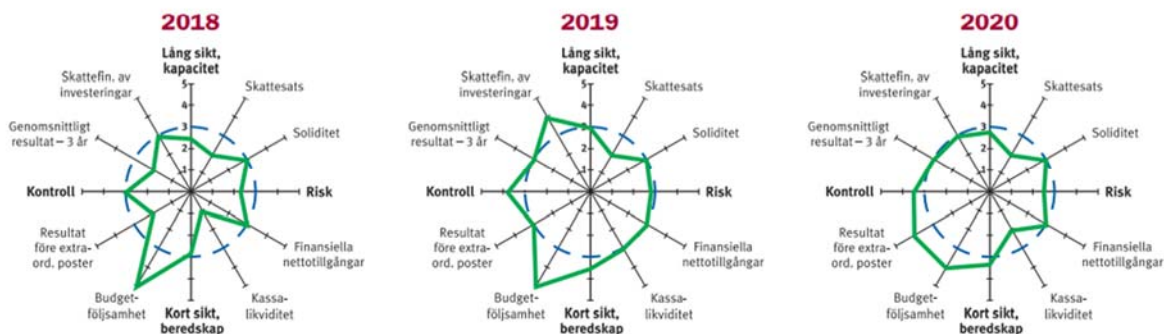 2018
Lång sikt,
kapacitet
Skattefin. av
investeringar
Skattesats
Genomsnittligt
resultat – 3 år
Soliditet
Kontroll
Risk
Resultat
före extra-
ord. poster
Finansiella
nettotillgångar
Budget-
följsamhet
Kassa-
likviditet
Kort sikt,
beredskap
5
4
3
2
1
2019
Lång sikt,
kapacitet
Skattefin. av
investeringar
Skattesats
Genomsnittligt
resultat – 3 år
Soliditet
Kontroll
Risk
Resultat
före extra-
ord. poster
Finansiella
nettotillgångar
Budget-
följsamhet
Kassa-
likviditet
Kort sikt,
beredskap
5
4
3
2
1
2020
Lång sikt,
kapacitet
Skattefin. av
investeringar
Skattesats
Genomsnittligt
resultat – 3 år
Soliditet
Kontroll
Risk
Resultat
före extra-
ord. poster
Finansiella
nettotillgångar
Budget-
följsamhet
Kassa-
likviditet
Kort sikt,
beredskap
5
4
3
2
1